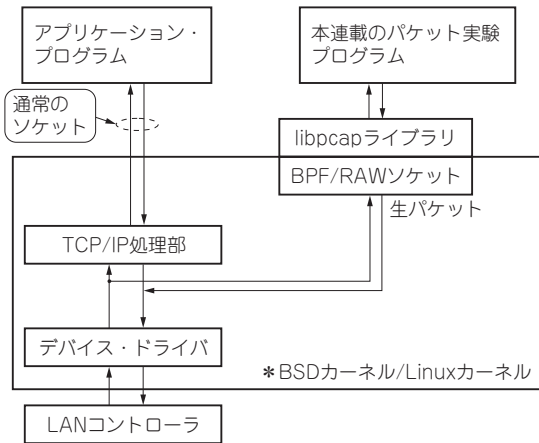 アプリケーション・
プログラム
本連載のパケット実験
プログラム
通常の
ソケット
libpcapライブラリ
BPF/RAWソケット
生パケット
TCP/IP処理部
デバイス・ドライバ
*BSDカーネル/Linuxカーネル
LANコントローラ